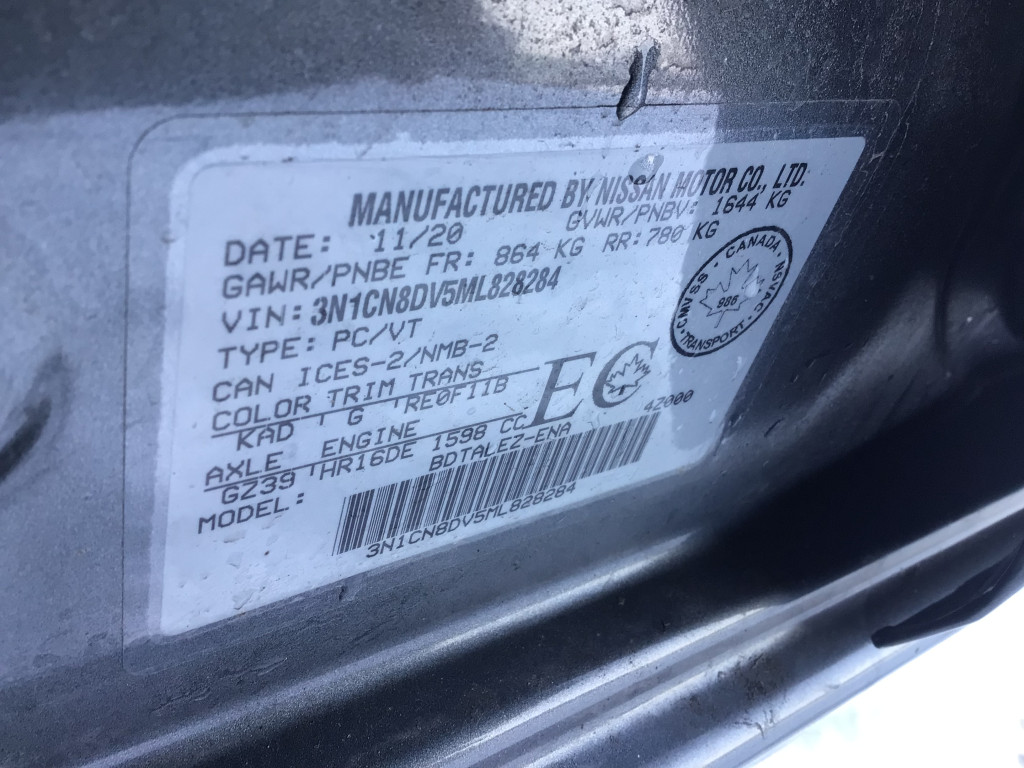 MANUFACTURED BY NISSAN MOTOR CO., LTD.
DATE: 11/20 GVWR/PNBV: 1644 KG
GAWR/PNBE FR: 864 KG RR: 780 KG
VIN: 3N1CN8DV5ML828284
TYPE: PC/VT
CAN ICES-2/NMB-2
COLOR TRIM TRANS
KAD G RE0F11B
AXLE ENGINE
GZ39 HR16DE 1598 CC
MODEL: BDTALEZ-ENA
EC
4Z000
3N1CN8DV5ML828284
CANADA
NSVAC
TRANSPORT
CMVSS
986